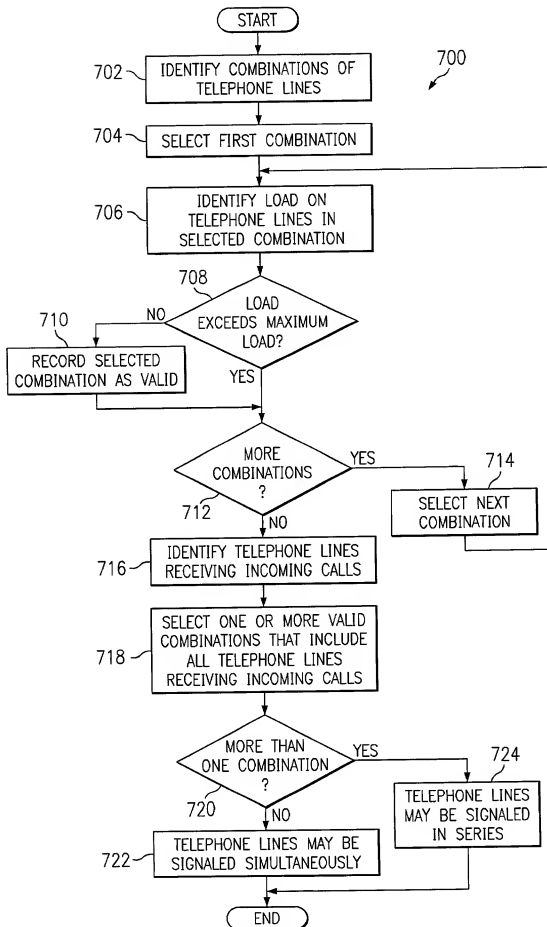 START
702
IDENTIFY COMBINATIONS OF
TELEPHONE LINES
700
704
SELECT FIRST COMBINATION
706
IDENTIFY LOAD ON
TELEPHONE LINES IN
SELECTED COMBINATION
708
LOAD
EXCEEDS MAXIMUM
LOAD?
NO
710
RECORD SELECTED
COMBINATION AS VALID
YES
MORE
COMBINATIONS
?
712
YES
714
SELECT NEXT
COMBINATION
NO
716
IDENTIFY TELEPHONE LINES
RECEIVING INCOMING CALLS
718
SELECT ONE OR MORE VALID
COMBINATIONS THAT INCLUDE
ALL TELEPHONE LINES
RECEIVING INCOMING CALLS
MORE THAN
ONE COMBINATION
?
720
YES
724
TELEPHONE LINES
MAY BE SIGNALED
IN SERIES
NO
722
TELEPHONE LINES MAY BE
SIGNALED SIMULTANEOUSLY
END